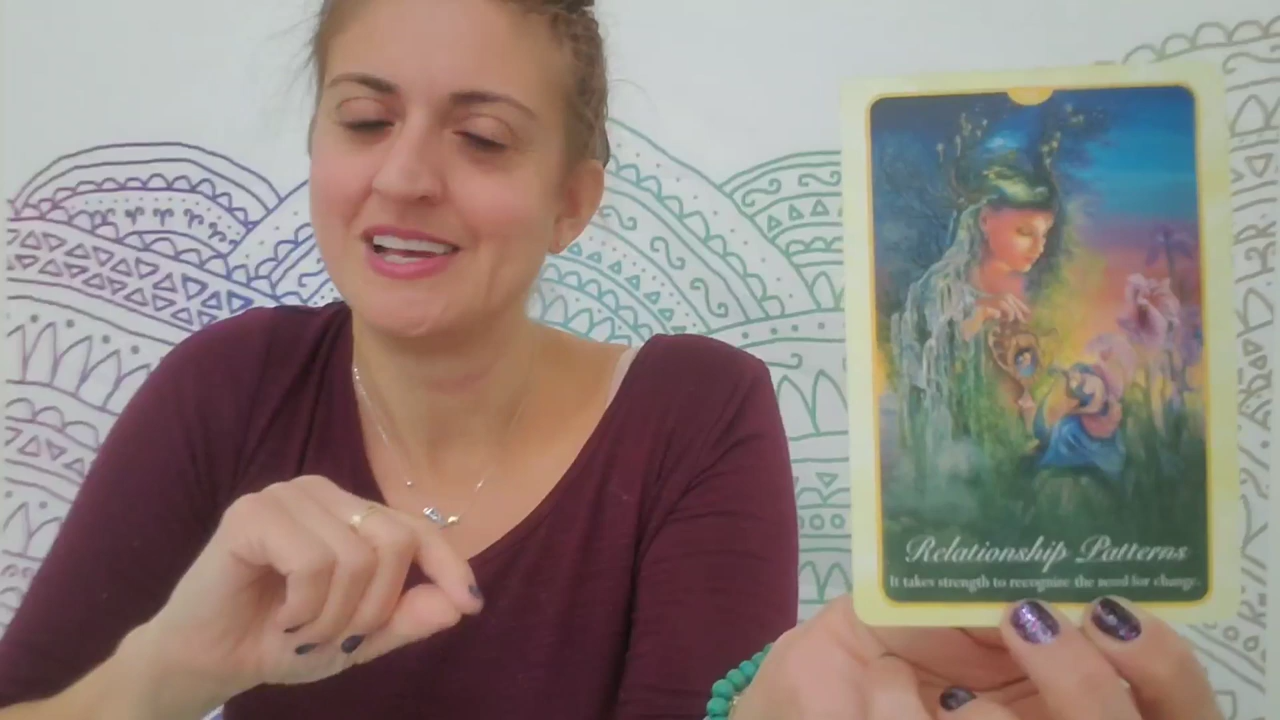 Relationship Patterns
It takes strength to recognize the need for change.